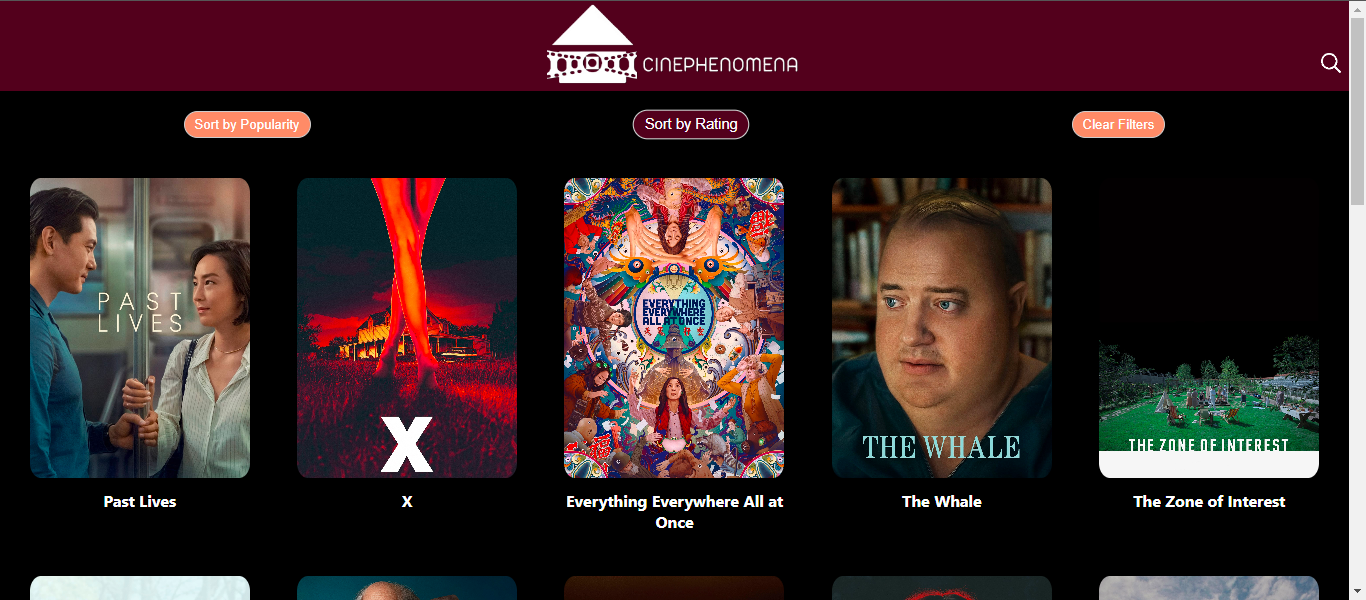 CINEPHENOMENA
Sort by Popularity
Sort by Rating
Clear Filters
PAST
LIVES
X
EVERYTHING
EVERYWHERE
ALL AT ONCE
THE WHALE
THE ZONE OF INTEREST
Past Lives
X
Everything Everywhere All at
Once
The Whale
The Zone of Interest